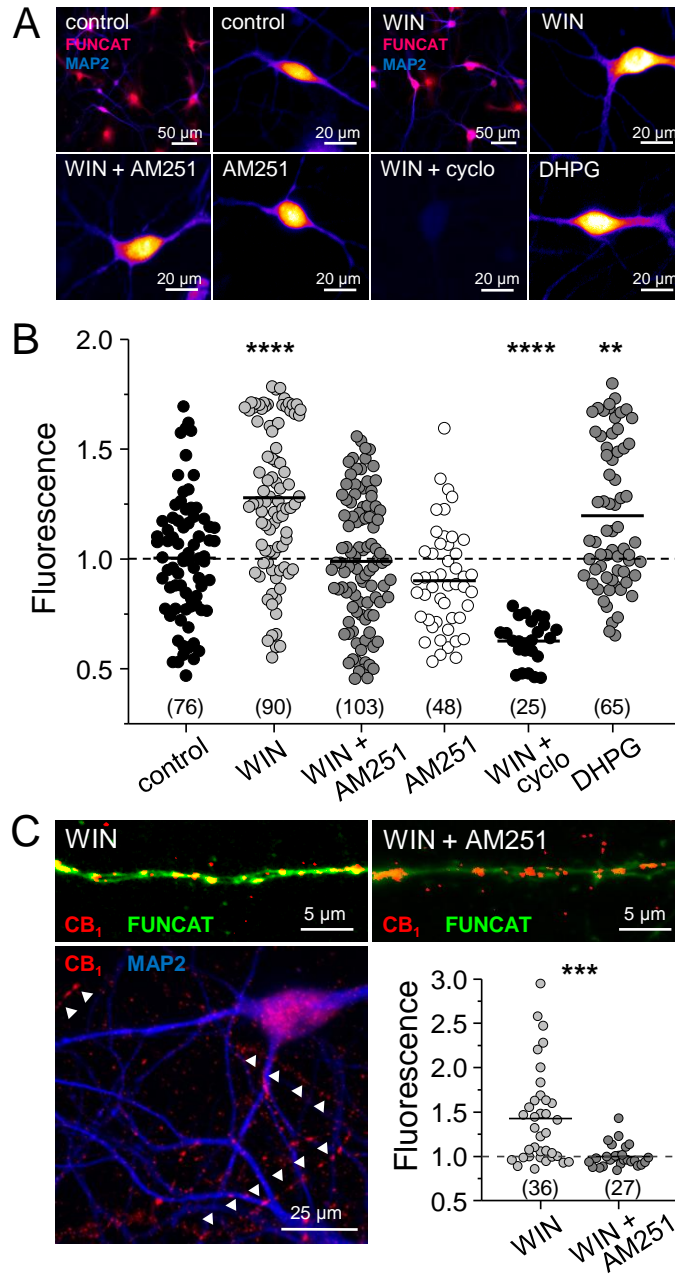 A
control
FUNCAT
MAP2
50 µm
control
20 µm
WIN
FUNCAT
MAP2
50 µm
WIN
20 µm
WIN + AM251
20 µm
AM251
20 µm
WIN + cyclo
20 µm
DHPG
20 µm
B
Fluorescence
2.0
1.5
1.0
0.5
****
****
**
(76)
(90)
(103)
(48)
(25)
(65)
control
WIN
WIN +
AM251
AM251
WIN +
cyclo
DHPG
C
WIN
CB₁ FUNCAT
5 µm
WIN + AM251
CB₁ FUNCAT
5 µm
CB₁ MAP2
25 µm
Fluorescence
3.0
2.5
2.0
1.5
1.0
0.5
***
(36)
(27)
WIN
WIN +
AM251